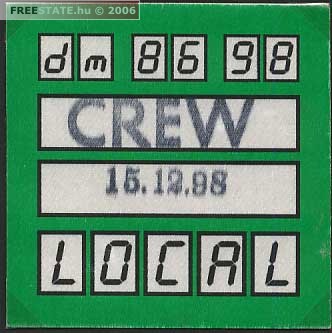 FREESTATE.hu © 2006
dm 86 98
CREW
15.12.98
LOCAL